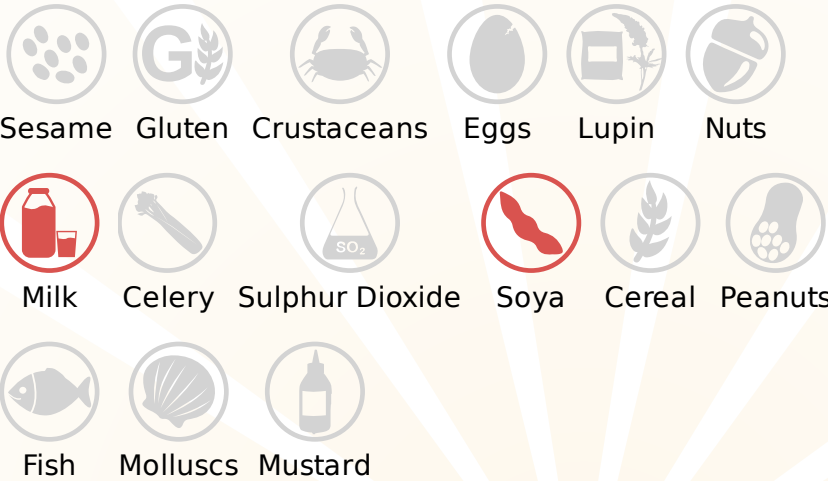 G
Sesame Gluten Crustaceans Eggs Lupin Nuts
SO₂
Milk Celery Sulphur Dioxide Soya Cereal Peanuts
Fish Molluscs Mustard